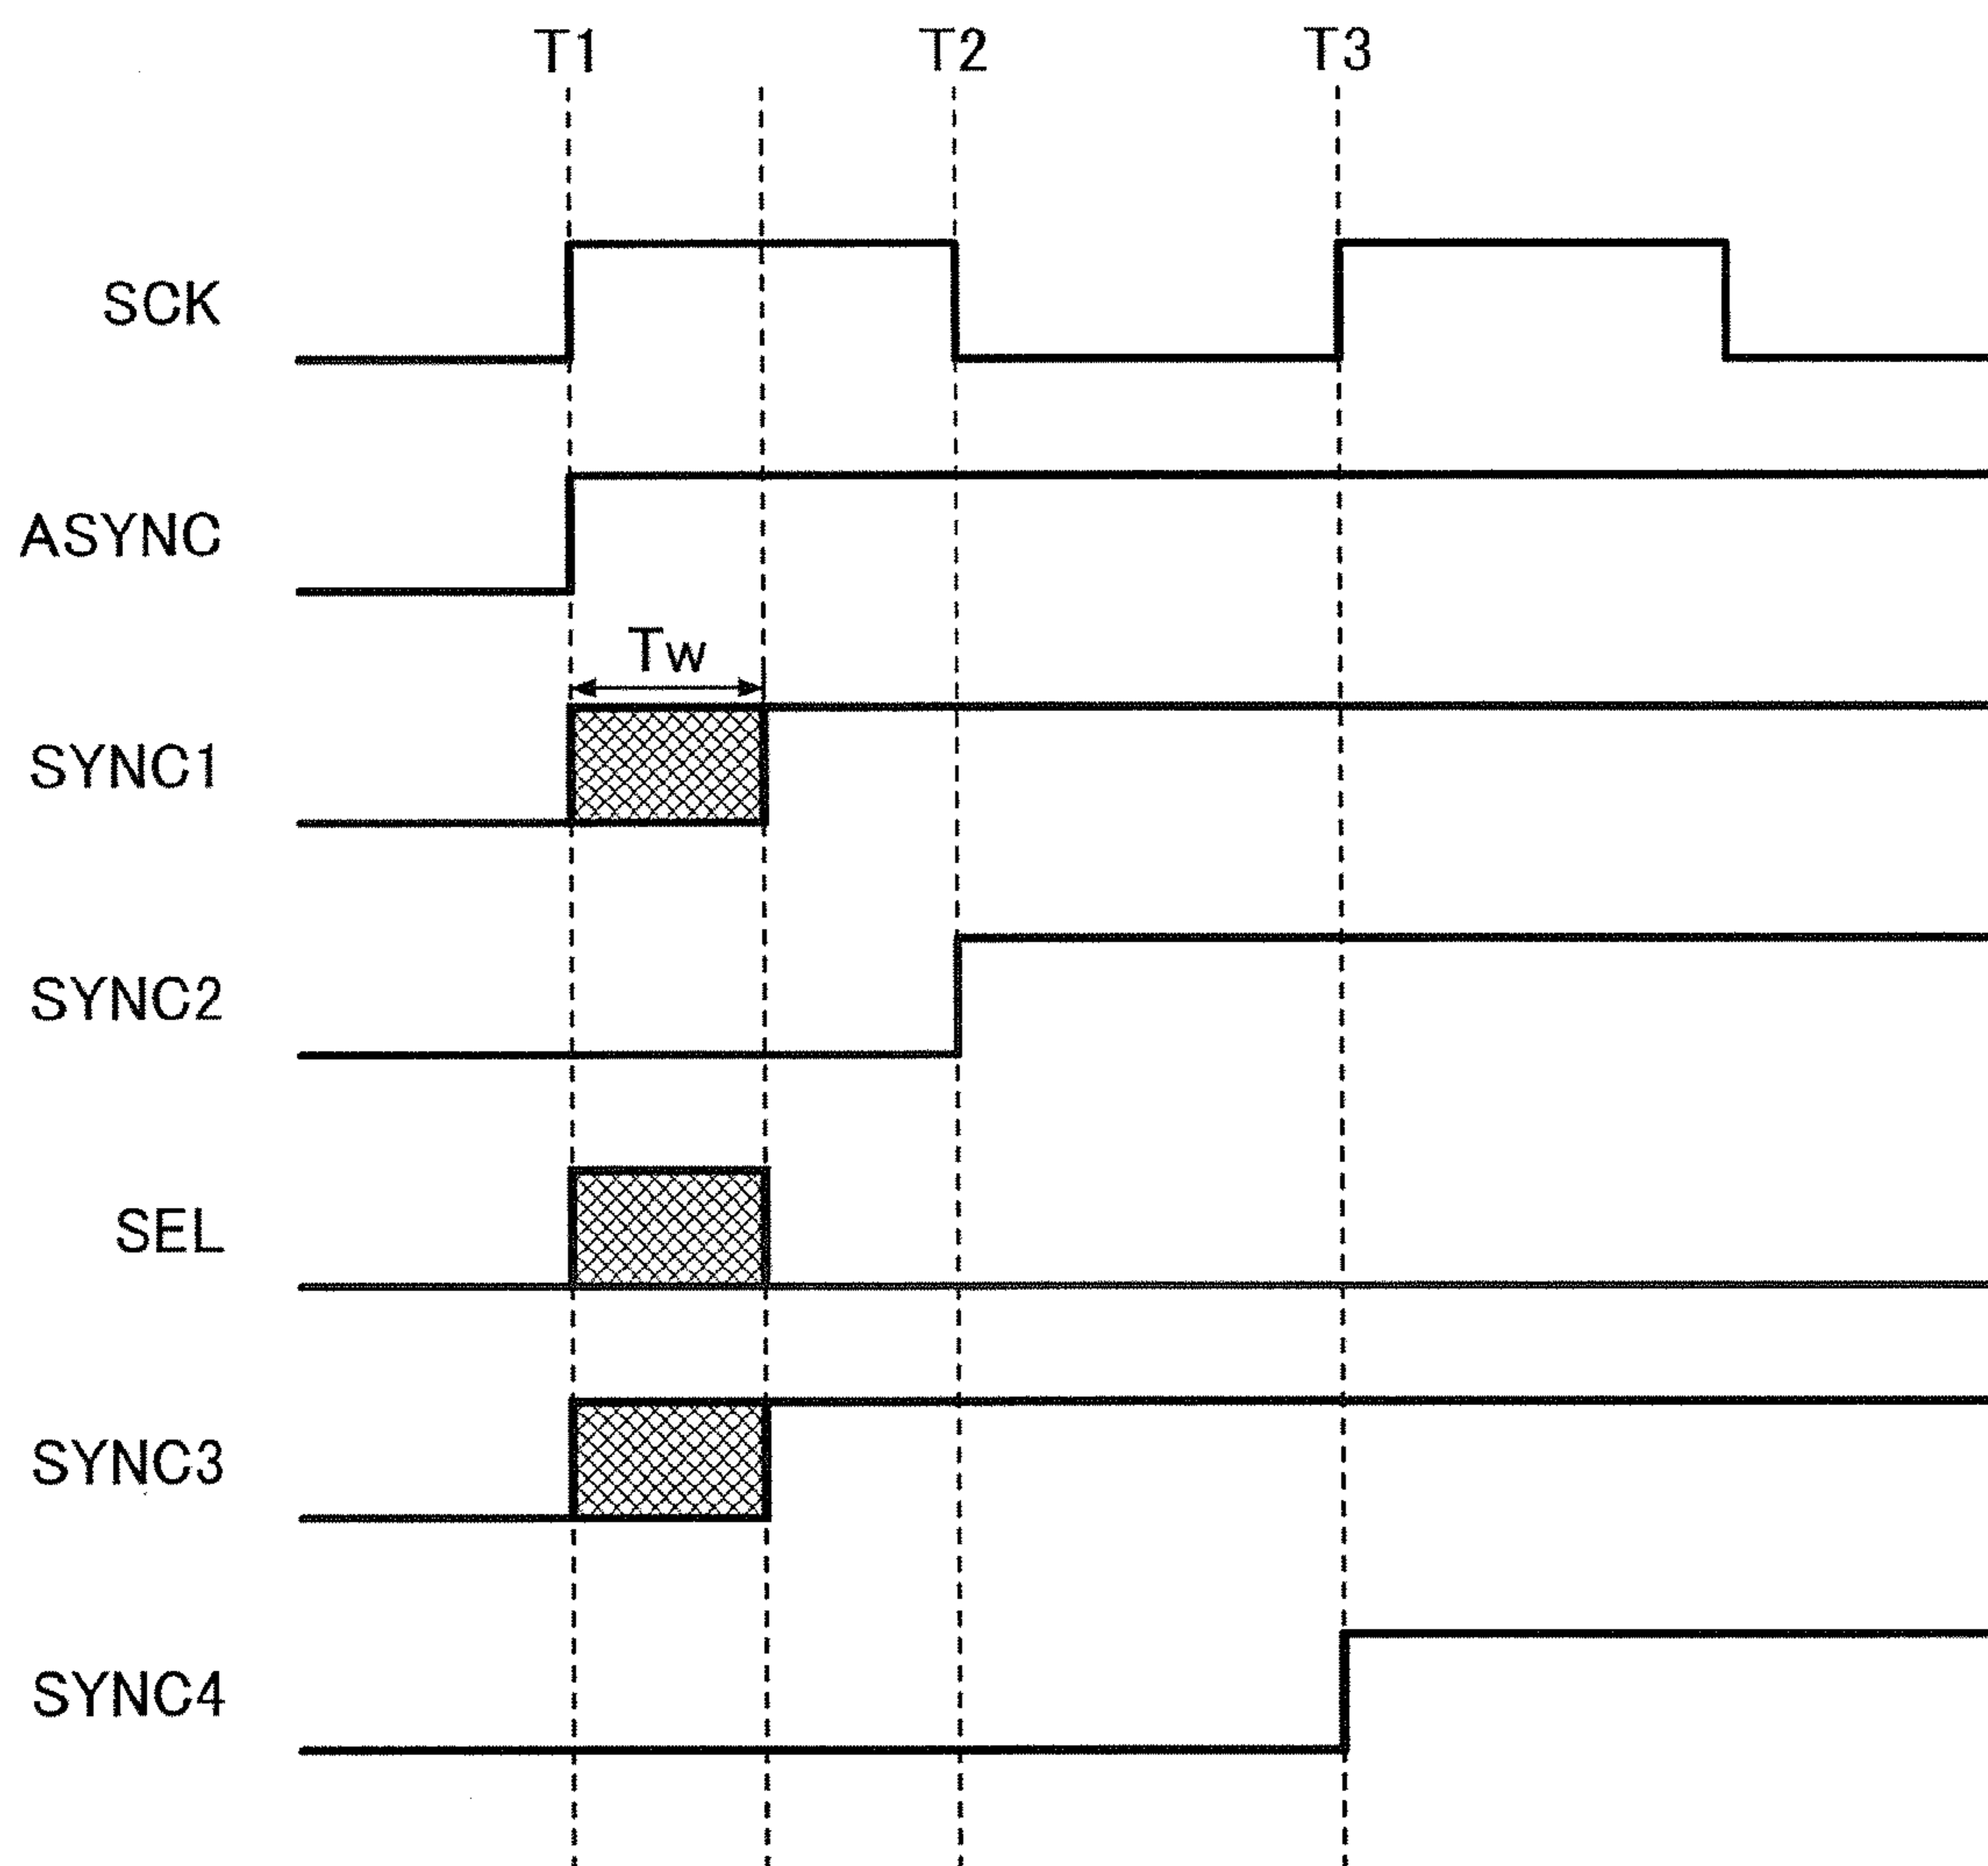 T1 T2 T3
SCK
ASYNC
Tw
SYNC1
SYNC2
SEL
SYNC3
SYNC4